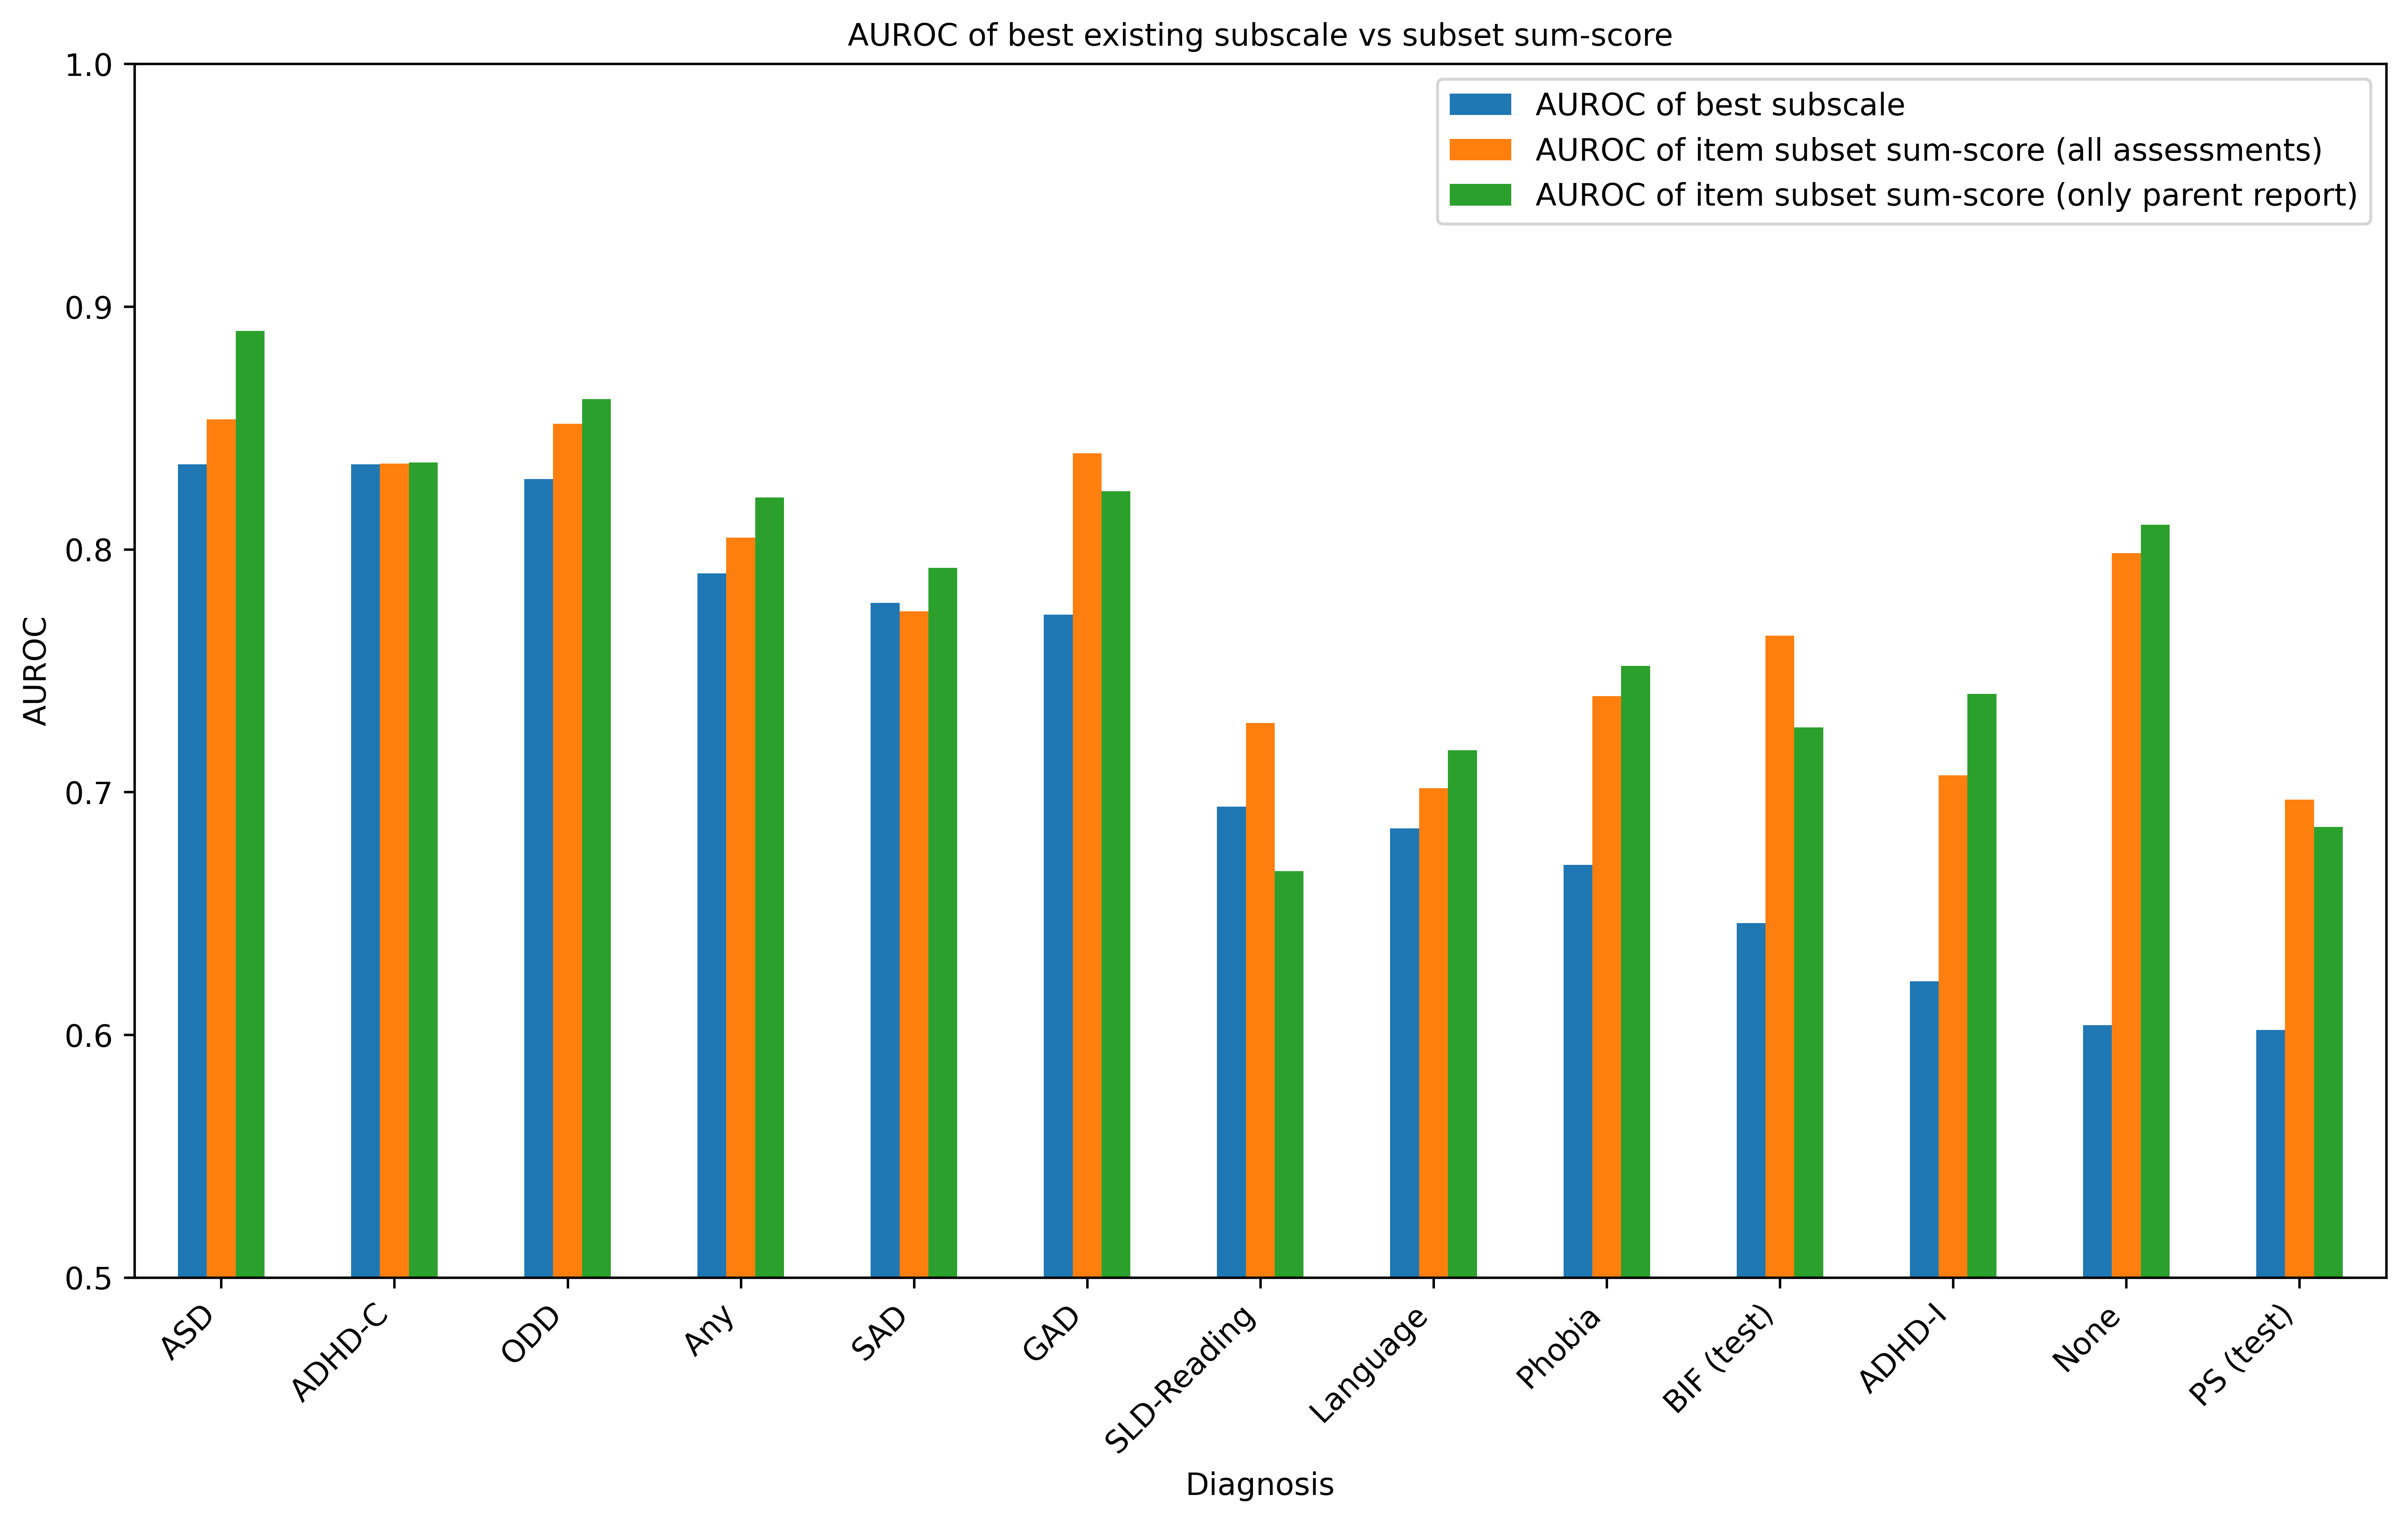 AUROC of best existing subscale vs subset sum-score
AUROC of best subscale
AUROC of item subset sum-score (all assessments)
AUROC of item subset sum-score (only parent report)
1.0
0.9
0.8
0.7
0.6
0.5
AUROC
ASD
ADHD-C
ODD
Any
SAD
GAD
SLD-Reading
Language
Phobia
BIF (test)
ADHD-I
None
PS (test)
Diagnosis